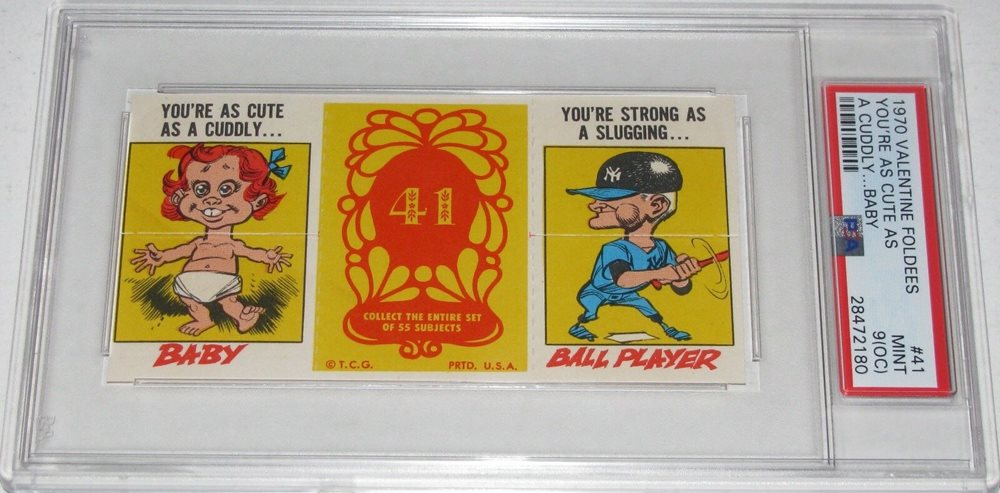 YOU'RE AS CUTE
AS A CUDDLY...
BABY
41
COLLECT THE ENTIRE SET
OF 55 SUBJECTS
© T.C.G.
PRTD. U.S.A.
YOU'RE STRONG AS
A SLUGGING...
NY
NY
BALL PLAYER
1970 VALENTINE FOLDEES
YOU'RE AS CUTE AS
A CUDDLY...BABY
PSA
#41
MINT
9(OC)
28472180